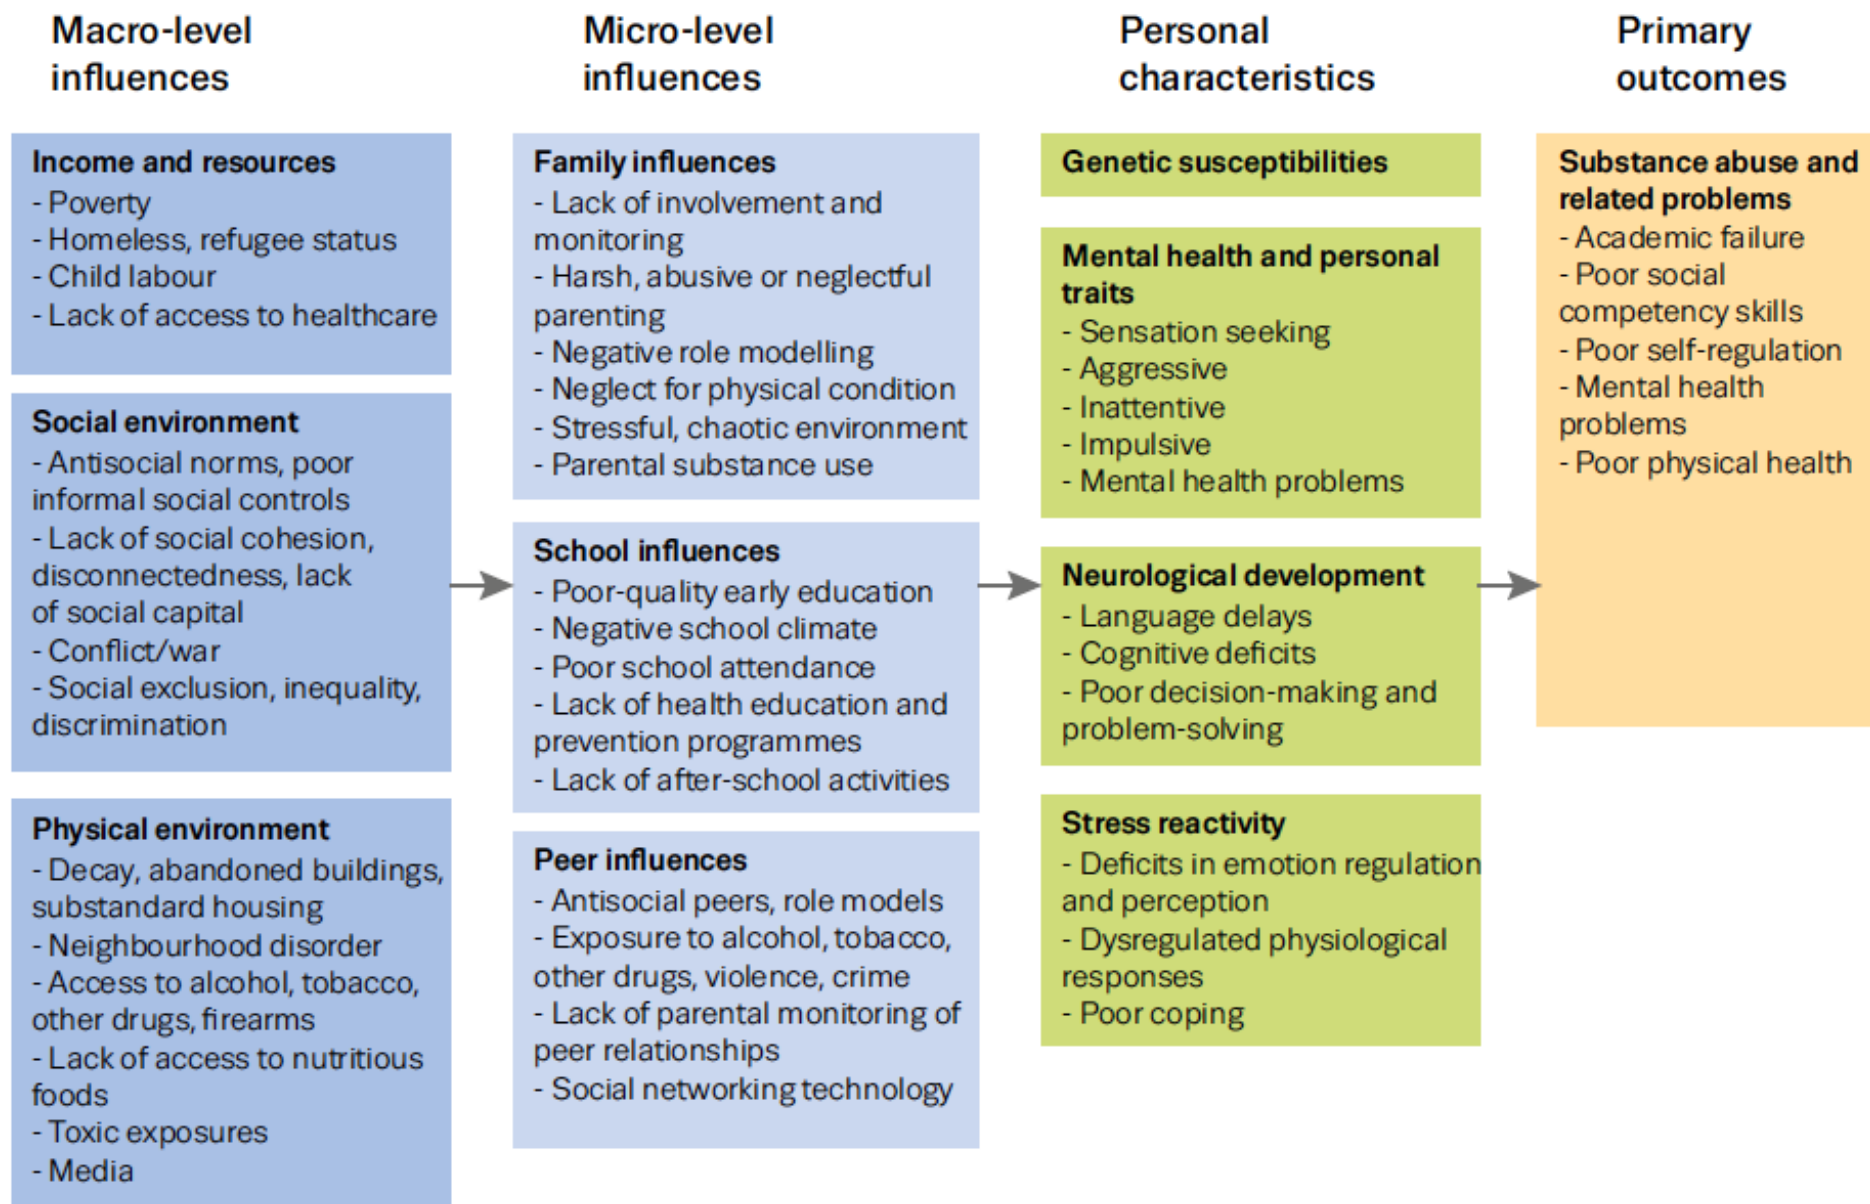 Macro-level
influences
Micro-level
influences
Personal
characteristics
Primary
outcomes
Income and resources
- Poverty
- Homeless, refugee status
- Child labour
- Lack of access to healthcare
Social environment
- Antisocial norms, poor
informal social controls
- Lack of social cohesion,
disconnectedness, lack
of social capital
- Conflict/war
- Social exclusion, inequality,
discrimination
Physical environment
- Decay, abandoned buildings,
substandard housing
- Neighbourhood disorder
- Access to alcohol, tobacco,
other drugs, firearms
- Lack of access to nutritious
foods
- Toxic exposures
- Media
Family influences
- Lack of involvement and
monitoring
- Harsh, abusive or neglectful
parenting
- Negative role modelling
- Neglect for physical condition
- Stressful, chaotic environment
- Parental substance use
School influences
- Poor-quality early education
- Negative school climate
- Poor school attendance
- Lack of health education and
prevention programmes
- Lack of after-school activities
Peer influences
- Antisocial peers, role models
- Exposure to alcohol, tobacco,
other drugs, violence, crime
- Lack of parental monitoring of
peer relationships
- Social networking technology
Genetic susceptibilities
Mental health and personal
traits
- Sensation seeking
- Aggressive
- Inattentive
- Impulsive
- Mental health problems
Neurological development
- Language delays
- Cognitive deficits
- Poor decision-making and
problem-solving
Stress reactivity
- Deficits in emotion regulation
and perception
- Dysregulated physiological
responses
- Poor coping
Substance abuse and
related problems
- Academic failure
- Poor social
competency skills
- Poor self-regulation
- Mental health
problems
- Poor physical health